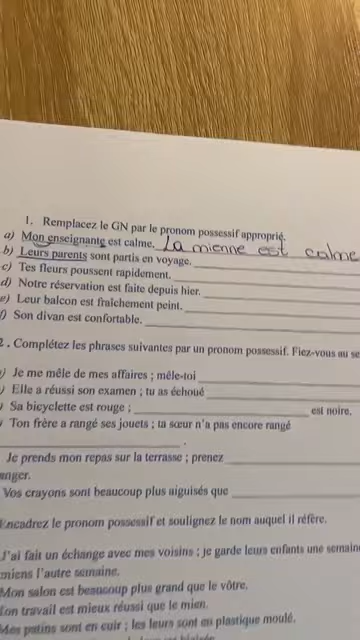 1. Remplacez le GN par le pronom possessif approprié.
a) Mon enseignante est calme. La mienne est calme
b) Leurs parents sont partis en voyage.
c) Tes fleurs poussent rapidement.
d) Notre réservation est faite depuis hier.
e) Leur balcon est fraîchement peint.
f) Son divan est confortable.
2. Complétez les phrases suivantes par un pronom possessif. Fiez-vous au se
) Je me mêle de mes affaires ; mêle-toi
) Elle a réussi son examen ; tu as échoué
Sa bicyclette est rouge ; est noire.
Ton frère a rangé ses jouets ; ta sœur n'a pas encore rangé
.
Je prends mon repas sur la terrasse ; prenez
anger.
Vos crayons sont beaucoup plus aiguisés que
Encadrez le pronom possessif et soulignez le nom auquel il réfère.
J'ai fait un échange avec mes voisins ; je garde leurs enfants une semain
miens l'autre semaine.
Mon salon est beaucoup plus grand que le vôtre.
Ton travail est mieux réussi que le mien.
Mes patins sont en cuir ; les leurs sont en plastique moulé.